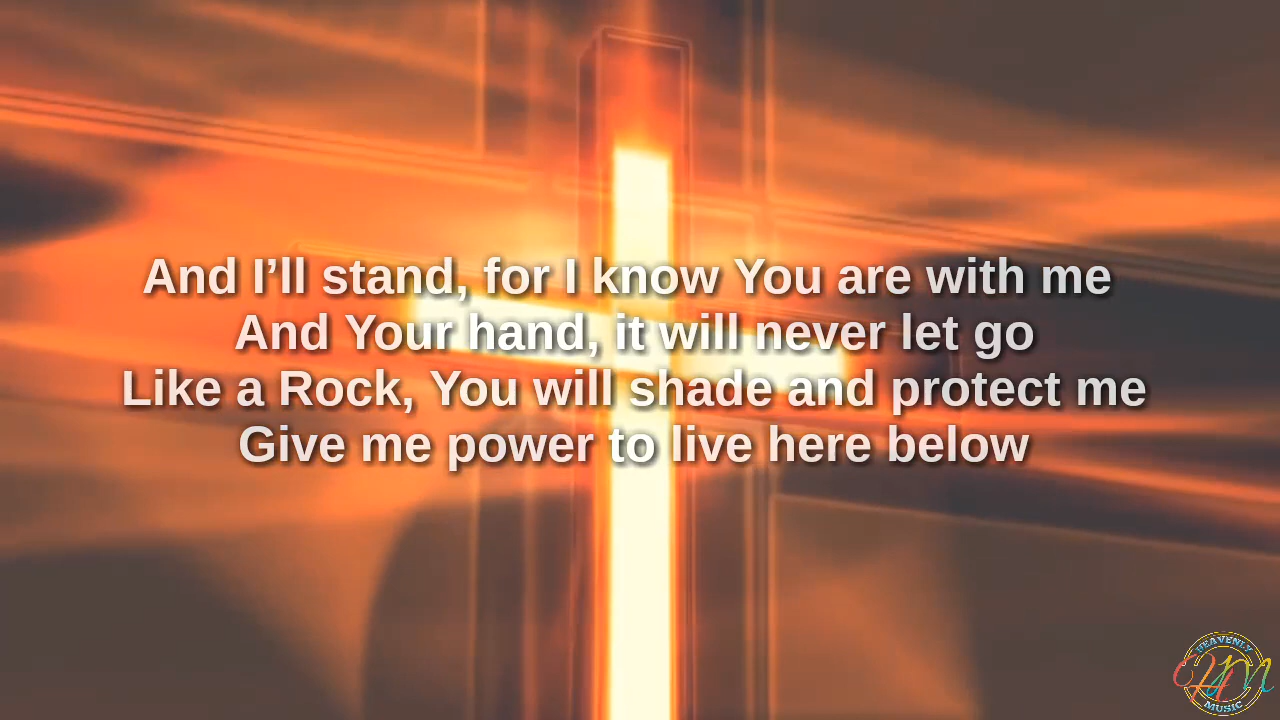 And I’ll stand, for I know You are with me
And Your hand, it will never let go
Like a Rock, You will shade and protect me
Give me power to live here below
HEAVENLY
MUSIC